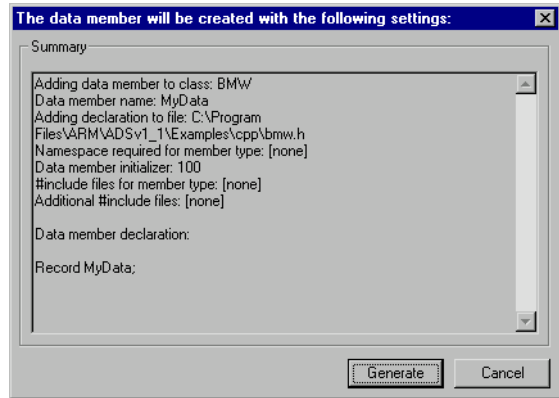 The data member will be created with the following settings:
Summary
Adding data member to class: BMW
Data member name: MyData
Adding declaration to file: C:\Program
Files\ARM\ADSv1_1\Examples\cpp\bmw.h
Namespace required for member type: [none]
Data member initializer: 100
#include files for member type: [none]
Additional #include files: [none]
Data member declaration:
Record MyData;
Generate
Cancel